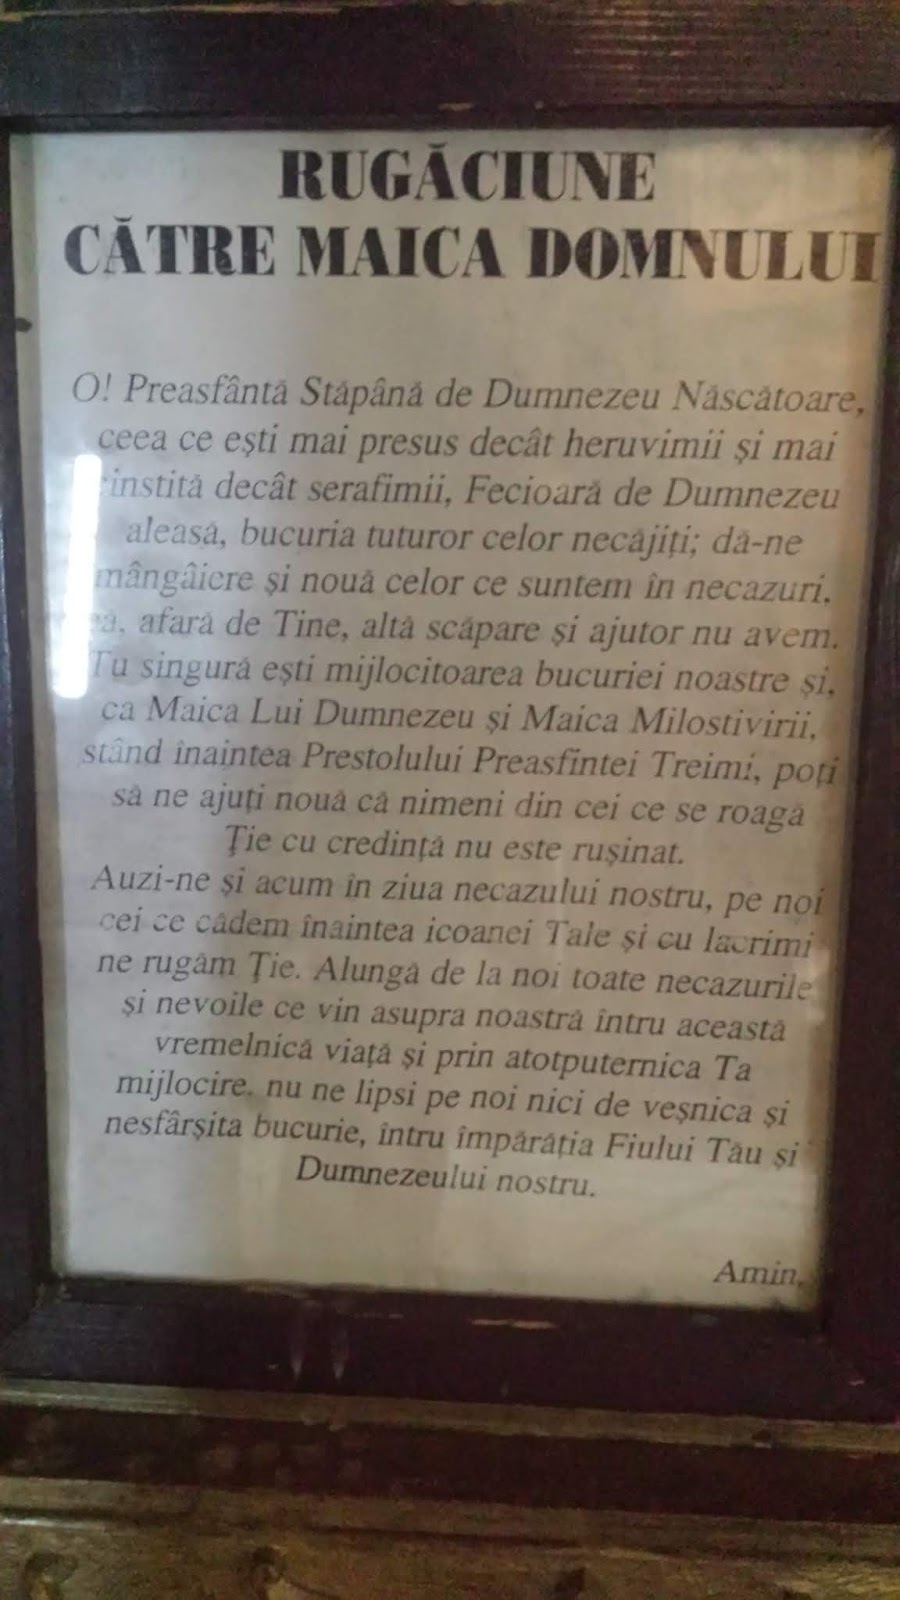 RUGĂCIUNE
CĂTRE MAICA DOMNULUI
O! Preasfântă Stăpână de Dumnezeu Născătoare,
ceea ce ești mai presus decât heruvimii și mai
cinstită decât serafimii, Fecioară de Dumnezeu
aleasă, bucuria tuturor celor necăjiți; dă-ne
mângâiere și nouă celor ce suntem în necazuri,
că, afară de Tine, altă scăpare și ajutor nu avem.
Tu singură ești mijlocitoarea bucuriei noastre și,
ca Maica Lui Dumnezeu și Maica Milostivirii,
stând înaintea Prestolului Preasfintei Treimi, poți
să ne ajuți nouă că nimeni din cei ce se roagă
Ție cu credință nu este rușinat.
Auzi-ne și acum în ziua necazului nostru, pe noi
cei ce cădem înaintea icoanei Tale și cu lacrimi
ne rugăm Ție. Alungă de la noi toate necazurile
și nevoile ce vin asupra noastră întru această
vremelnică viață și prin atotputernica Ta
mijlocire, nu ne lipsi pe noi nici de veșnica și
nesfârșita bucurie, întru împărăția Fiului Tău și
Dumnezeului nostru.
Amin.